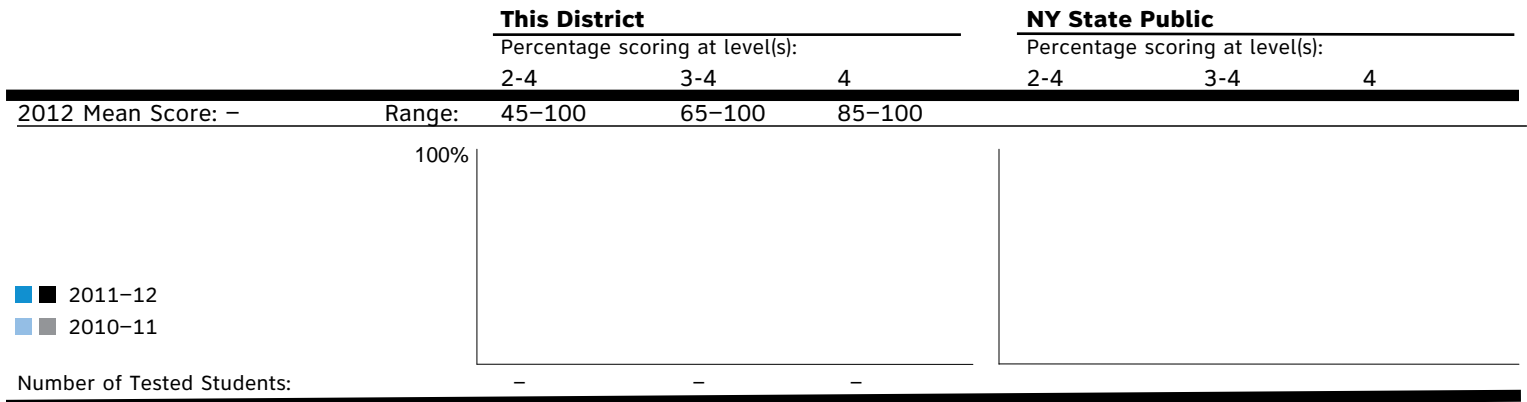 This District NY State Public
Percentage scoring at level(s): Percentage scoring at level(s):
2-4 3-4 4 2-4 3-4 4
2012 Mean Score: – Range: 45–100 65–100 85–100
100%
2011–12
2010–11
Number of Tested Students: – – –